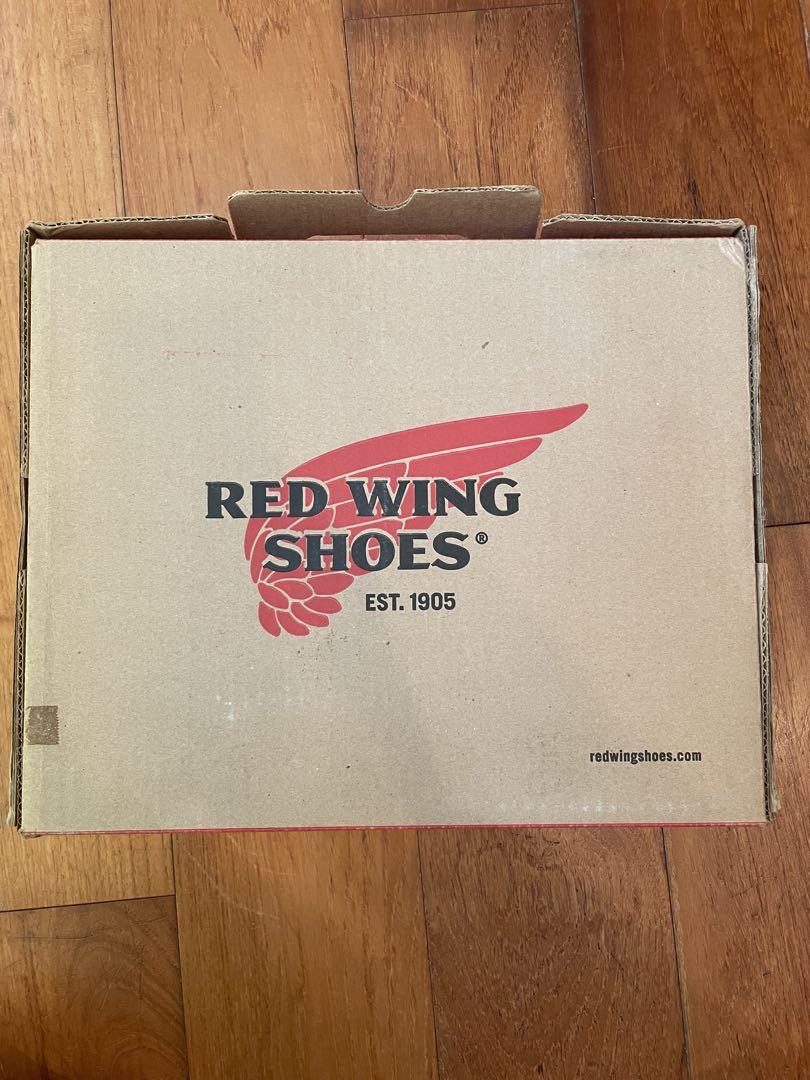 RED WING
SHOES®
EST. 1905
redwingshoes.com